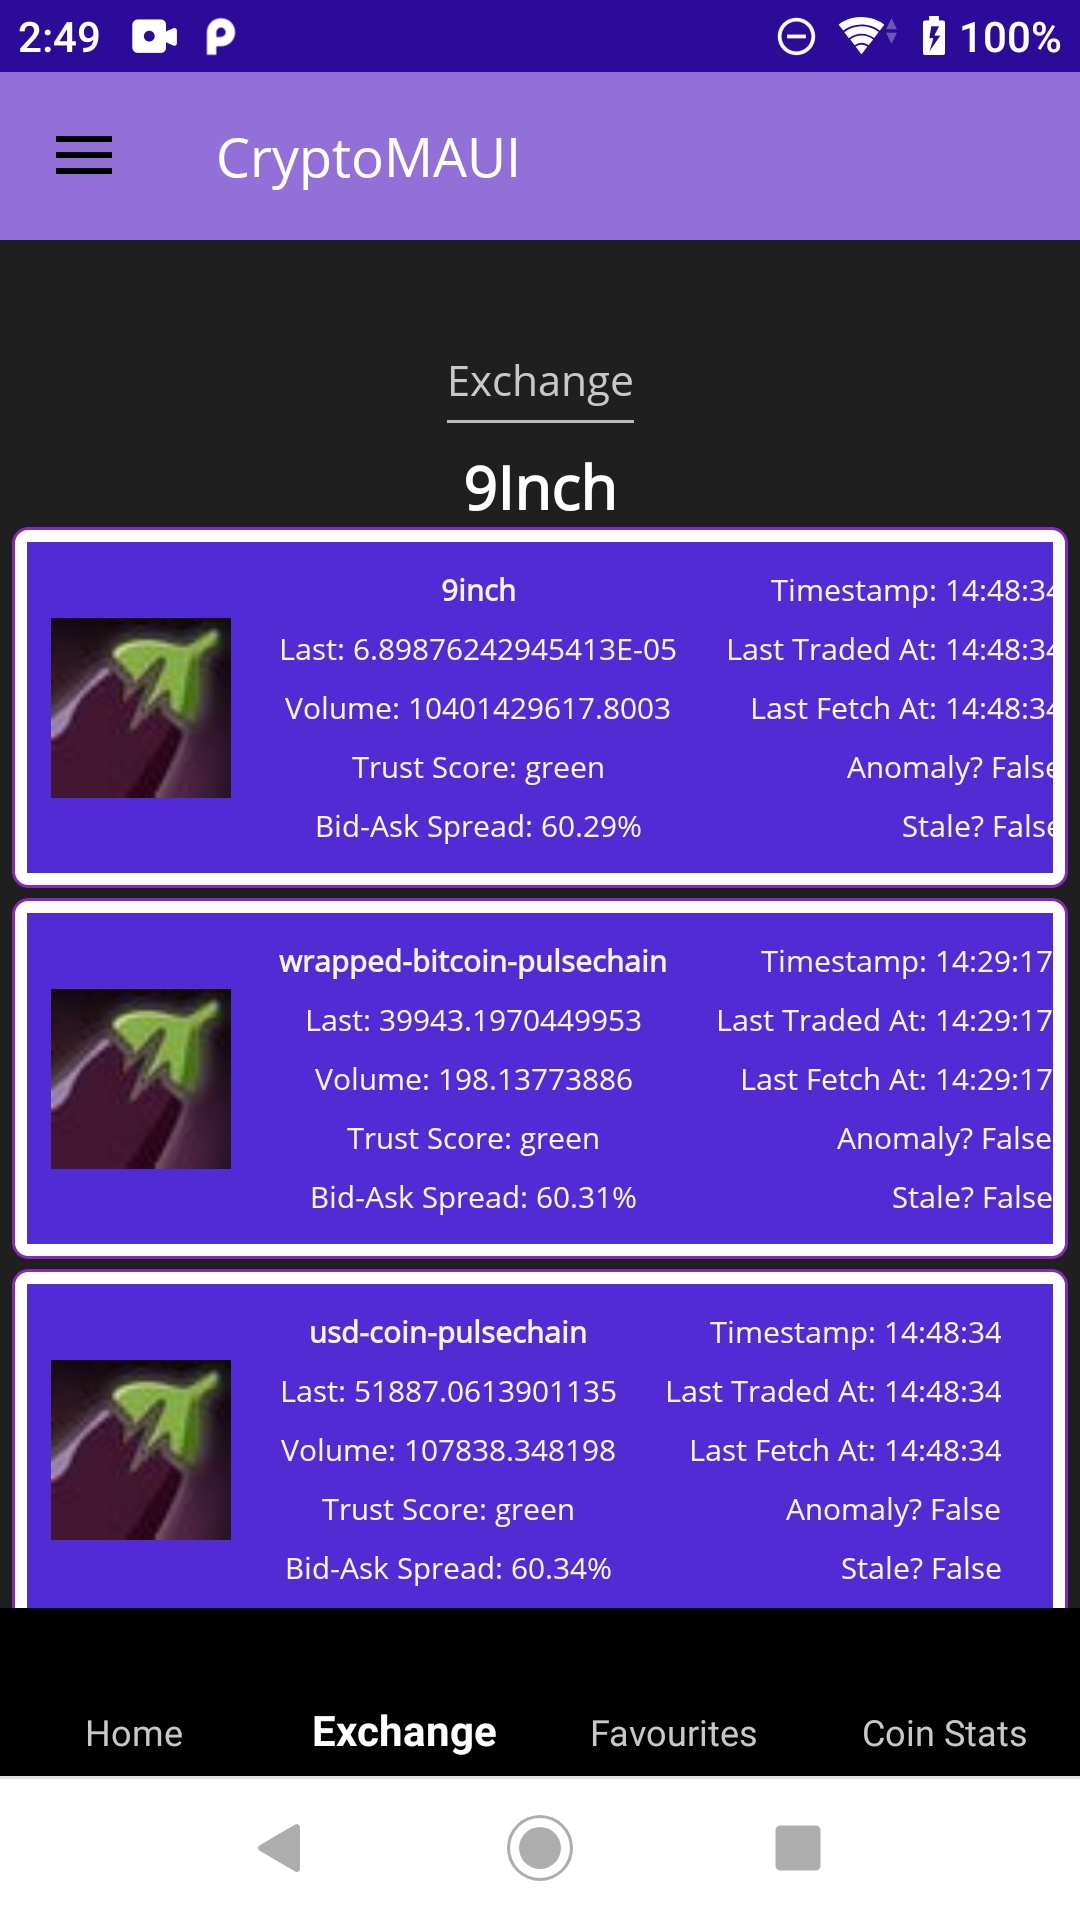 2:49 100%
CryptoMAUI
Exchange
9Inch
9inch
Last: 6.89876242945413E-05
Volume: 10401429617.8003
Trust Score: green
Bid-Ask Spread: 60.29%
Timestamp: 14:48:34
Last Traded At: 14:48:34
Last Fetch At: 14:48:34
Anomaly? False
Stale? False
wrapped-bitcoin-pulsechain
Last: 39943.1970449953
Volume: 198.13773886
Trust Score: green
Bid-Ask Spread: 60.31%
Timestamp: 14:29:17
Last Traded At: 14:29:17
Last Fetch At: 14:29:17
Anomaly? False
Stale? False
usd-coin-pulsechain
Last: 51887.0613901135
Volume: 107838.348198
Trust Score: green
Bid-Ask Spread: 60.34%
Timestamp: 14:48:34
Last Traded At: 14:48:34
Last Fetch At: 14:48:34
Anomaly? False
Stale? False
Home Exchange Favourites Coin Stats